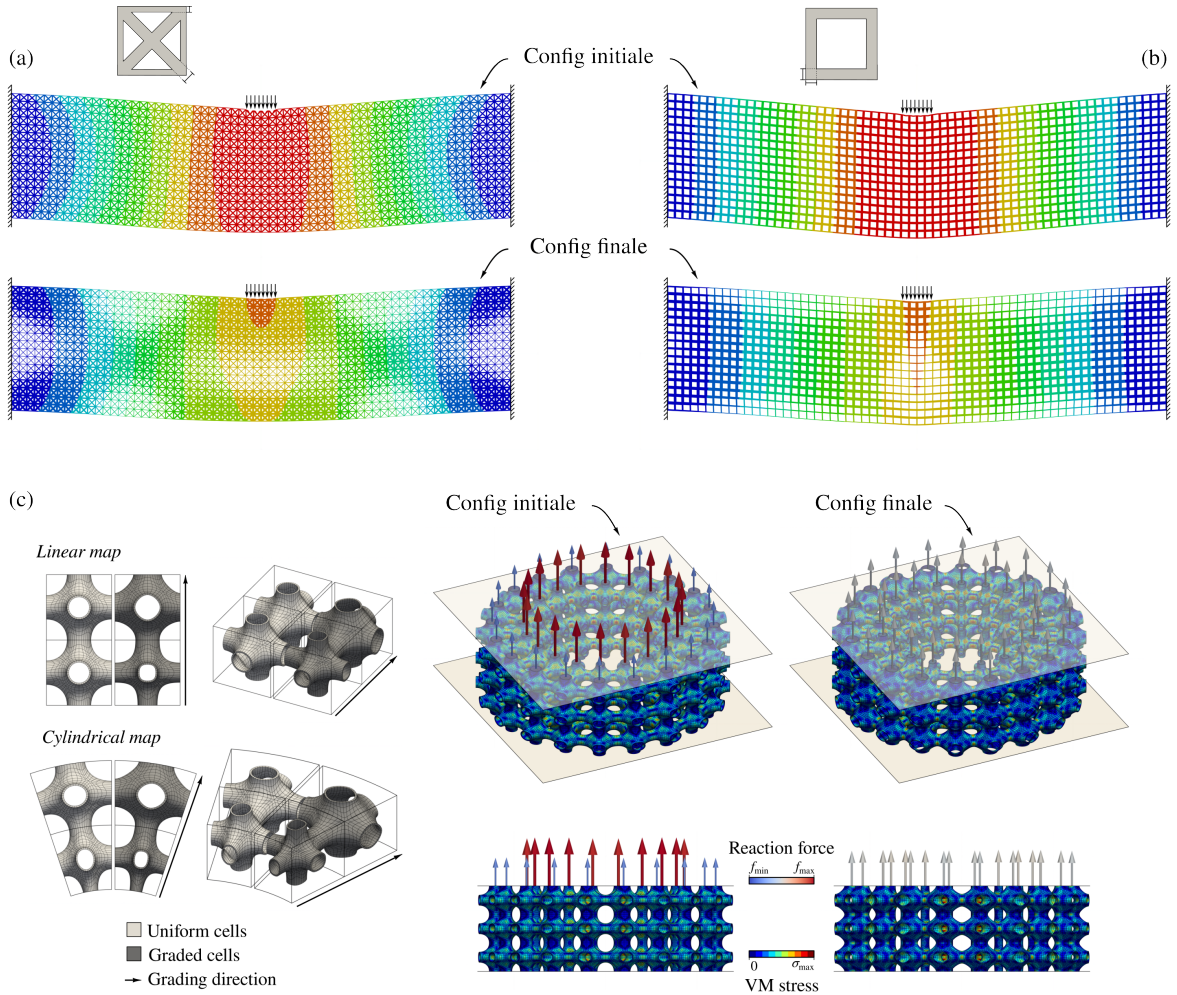 (a)
Config initiale
(b)
Config finale
(c)
Config initiale
Config finale
Linear map
Cylindrical map
Reaction force
fmin
fmax
Uniform cells
Graded cells
Grading direction
0
σmax
VM stress